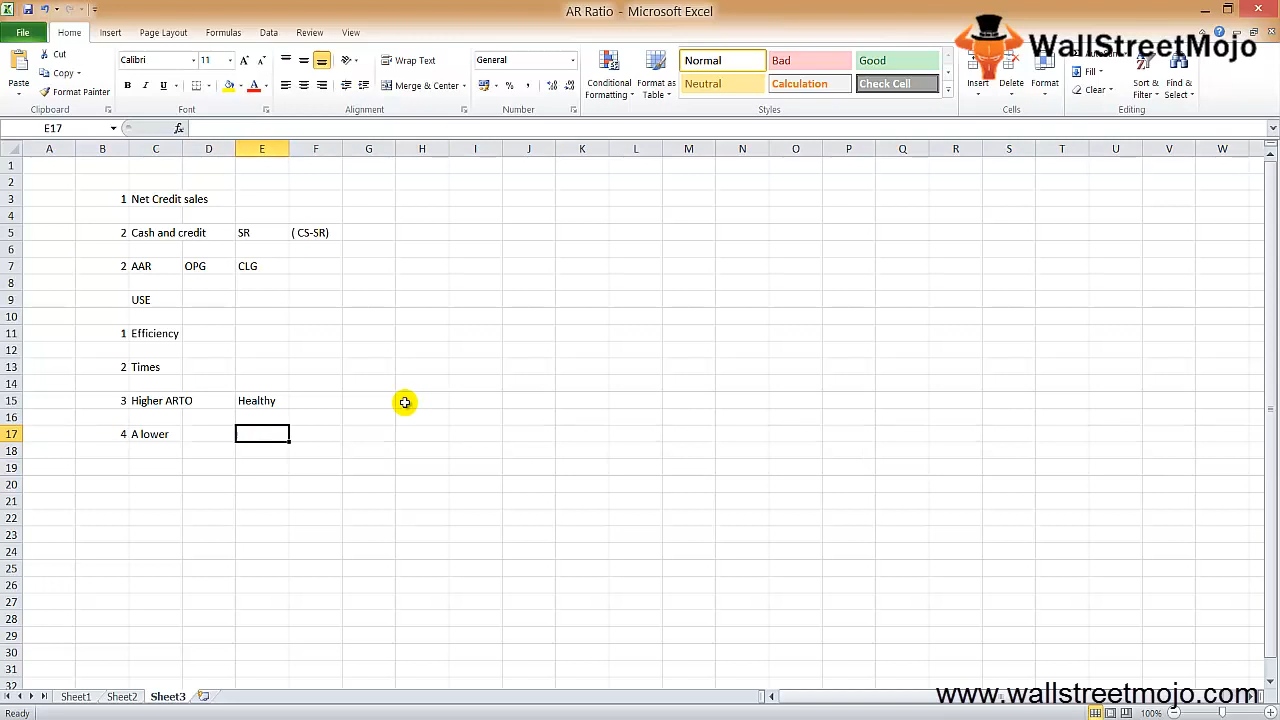 AR Ratio - Microsoft Excel
File Home Insert Page Layout Formulas Data Review View
WallStreetMojo
Paste Cut Copy Format Painter Clipboard
Calibri 11 B I U A A A Font
Wrap Text Merge & Center Alignment
General % , Number
Conditional Formatting Format as Table Normal Bad Good Neutral Calculation Check Cell Styles
Insert Delete Format Cells
Fill Clear Sort & Filter Find & Select Editing
E17 fx
A B C D E F G H I J K L M N O P Q R S T U V W
1
2
3 1 Net Credit sales
4
5 2 Cash and credit SR ( CS-SR)
6
7 2 AAR OPG CLG
8
9 USE
10
11 1 Efficiency
12
13 2 Times
14
15 3 Higher ARTO Healthy
16
17 4 A lower
18
19
20
21
22
23
24
25
26
27
28
29
30
31
32
Sheet1 Sheet2 Sheet3
www.wallstreetmojo.com
Ready 100%